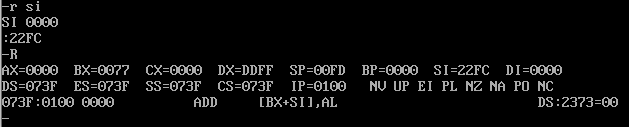 -r si
SI 0000
:22FC
-R
AX=0000 BX=0077 CX=0000 DX=DDFF SP=00FD BP=0000 SI=22FC DI=0000
DS=073F ES=073F SS=073F CS=073F IP=0100 NV UP EI PL NZ NA PO NC
073F:0100 0000 ADD [BX+SI],AL DS:2373=00
-